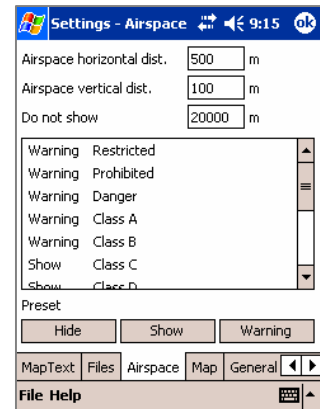 Settings - Airspace 9:15 ok
Airspace horizontal dist. 500 m
Airspace vertical dist. 100 m
Do not show 20000 m
Warning Restricted
Warning Prohibited
Warning Danger
Warning Class A
Warning Class B
Show Class C
Show Class D
Preset
Hide Show Warning
MapText Files Airspace Map General
File Help